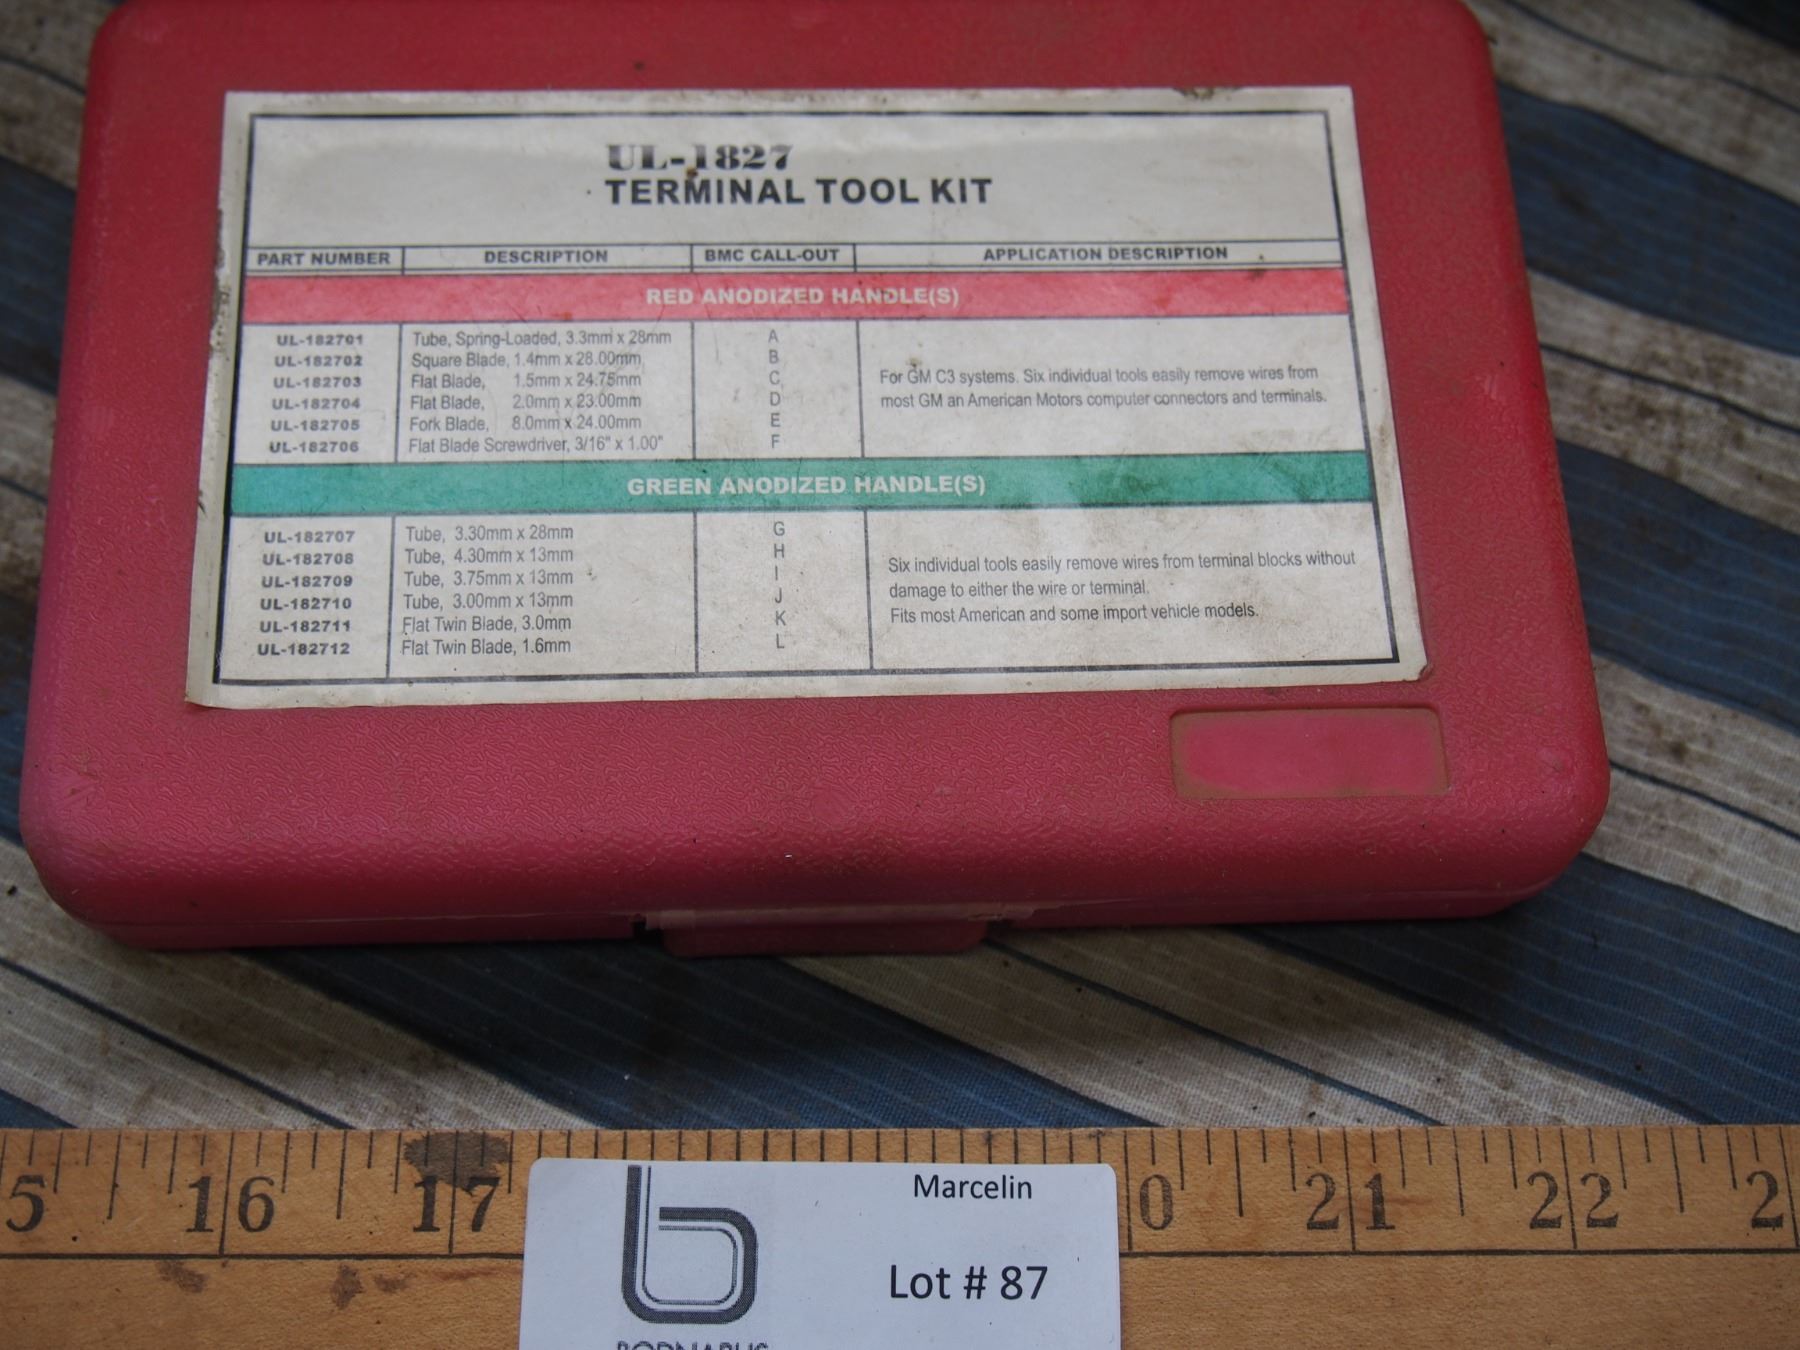 UL-1827
TERMINAL TOOL KIT
PART NUMBER DESCRIPTION BMC CALL-OUT APPLICATION DESCRIPTION
RED ANODIZED HANDLE(S)
UL-182701 Tube, Spring-Loaded, 3.3mm x 28mm A
UL-182702 Square Blade, 1.4mm x 28.00mm B
UL-182703 Flat Blade, 1.5mm x 24.75mm C
UL-182704 Flat Blade, 2.0mm x 23.00mm D
UL-182705 Fork Blade, 8.0mm x 24.00mm E
UL-182706 Flat Blade Screwdriver, 3/16" x 1.00" F
For GM C3 systems. Six individual tools easily remove wires from
most GM an American Motors computer connectors and terminals.
GREEN ANODIZED HANDLE(S)
UL-182707 Tube, 3.30mm x 28mm G
UL-182708 Tube, 4.30mm x 13mm H
UL-182709 Tube, 3.75mm x 13mm I
UL-182710 Tube, 3.00mm x 13mm J
UL-182711 Flat Twin Blade, 3.0mm K
UL-182712 Flat Twin Blade, 1.6mm L
Six individual tools easily remove wires from terminal blocks without
damage to either the wire or terminal.
Fits most American and some import vehicle models.
5 16 17 0 21 22 2
Marcelin
Lot # 87